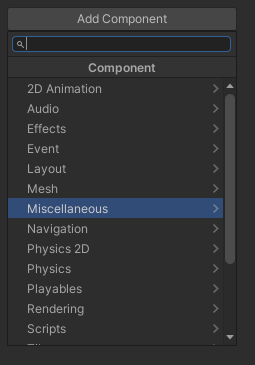 Add Component
Component
2D Animation
Audio
Effects
Event
Layout
Mesh
Miscellaneous
Navigation
Physics 2D
Physics
Playables
Rendering
Scripts